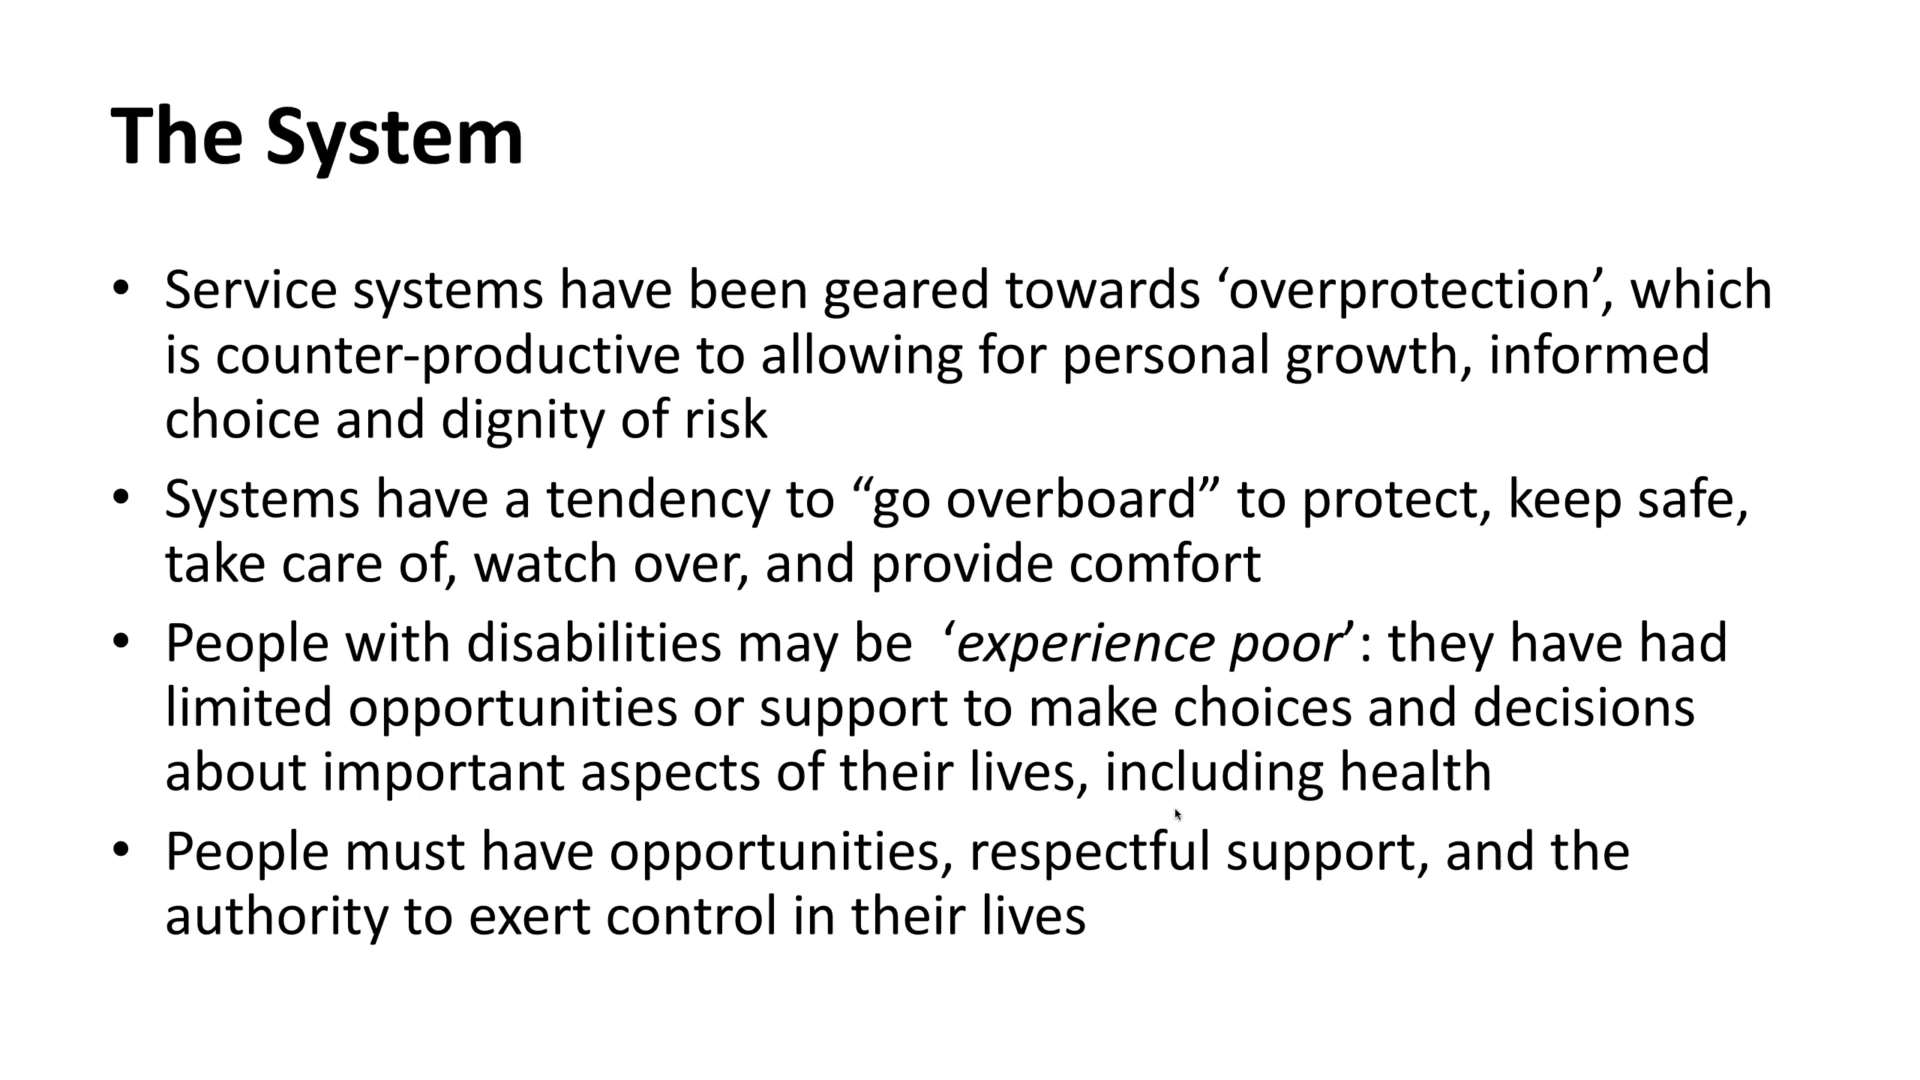 The System
• Service systems have been geared towards ‘overprotection’, which
is counter-productive to allowing for personal growth, informed
choice and dignity of risk
• Systems have a tendency to “go overboard” to protect, keep safe,
take care of, watch over, and provide comfort
• People with disabilities may be ‘experience poor’: they have had
limited opportunities or support to make choices and decisions
about important aspects of their lives, including health
• People must have opportunities, respectful support, and the
authority to exert control in their lives